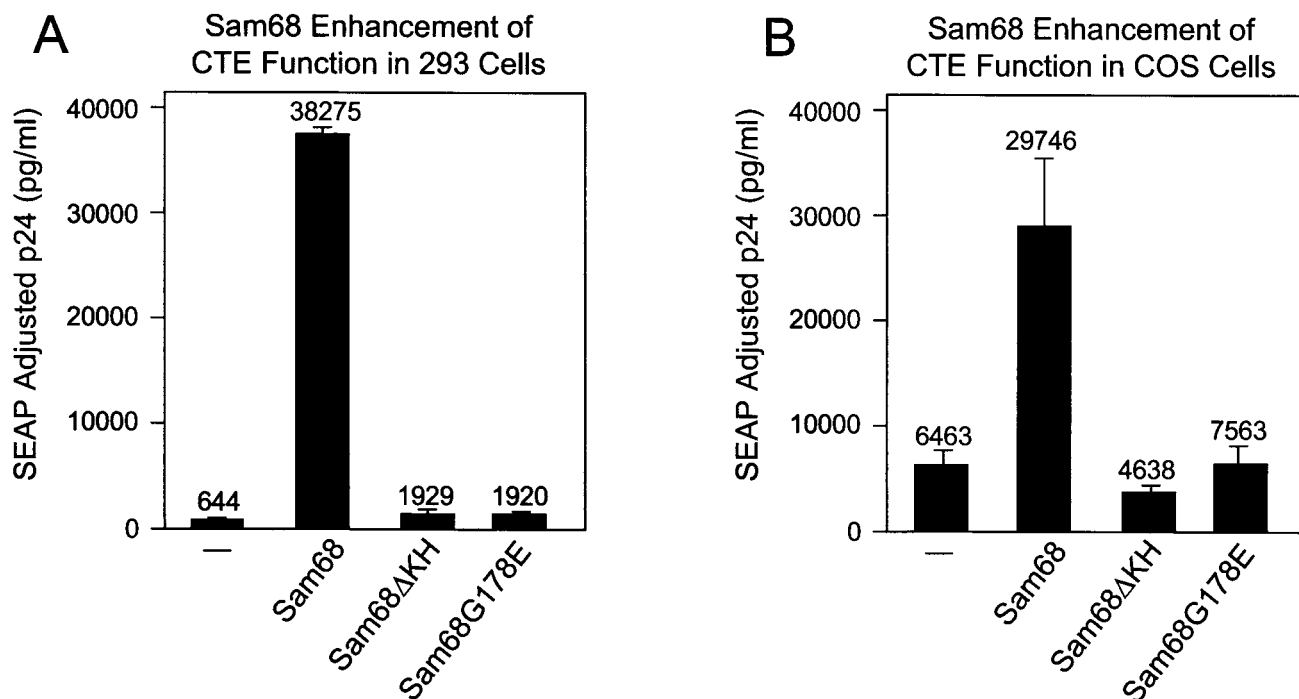 A
Sam68 Enhancement of
CTE Function in 293 Cells
SEAP Adjusted p24 (pg/ml)
40000
30000
20000
10000
0
644
38275
1929
1920
—
Sam68
Sam68ΔKH
Sam68G178E
B
Sam68 Enhancement of
CTE Function in COS Cells
SEAP Adjusted p24 (pg/ml)
40000
30000
20000
10000
0
6463
29746
4638
7563
—
Sam68
Sam68ΔKH
Sam68G178E